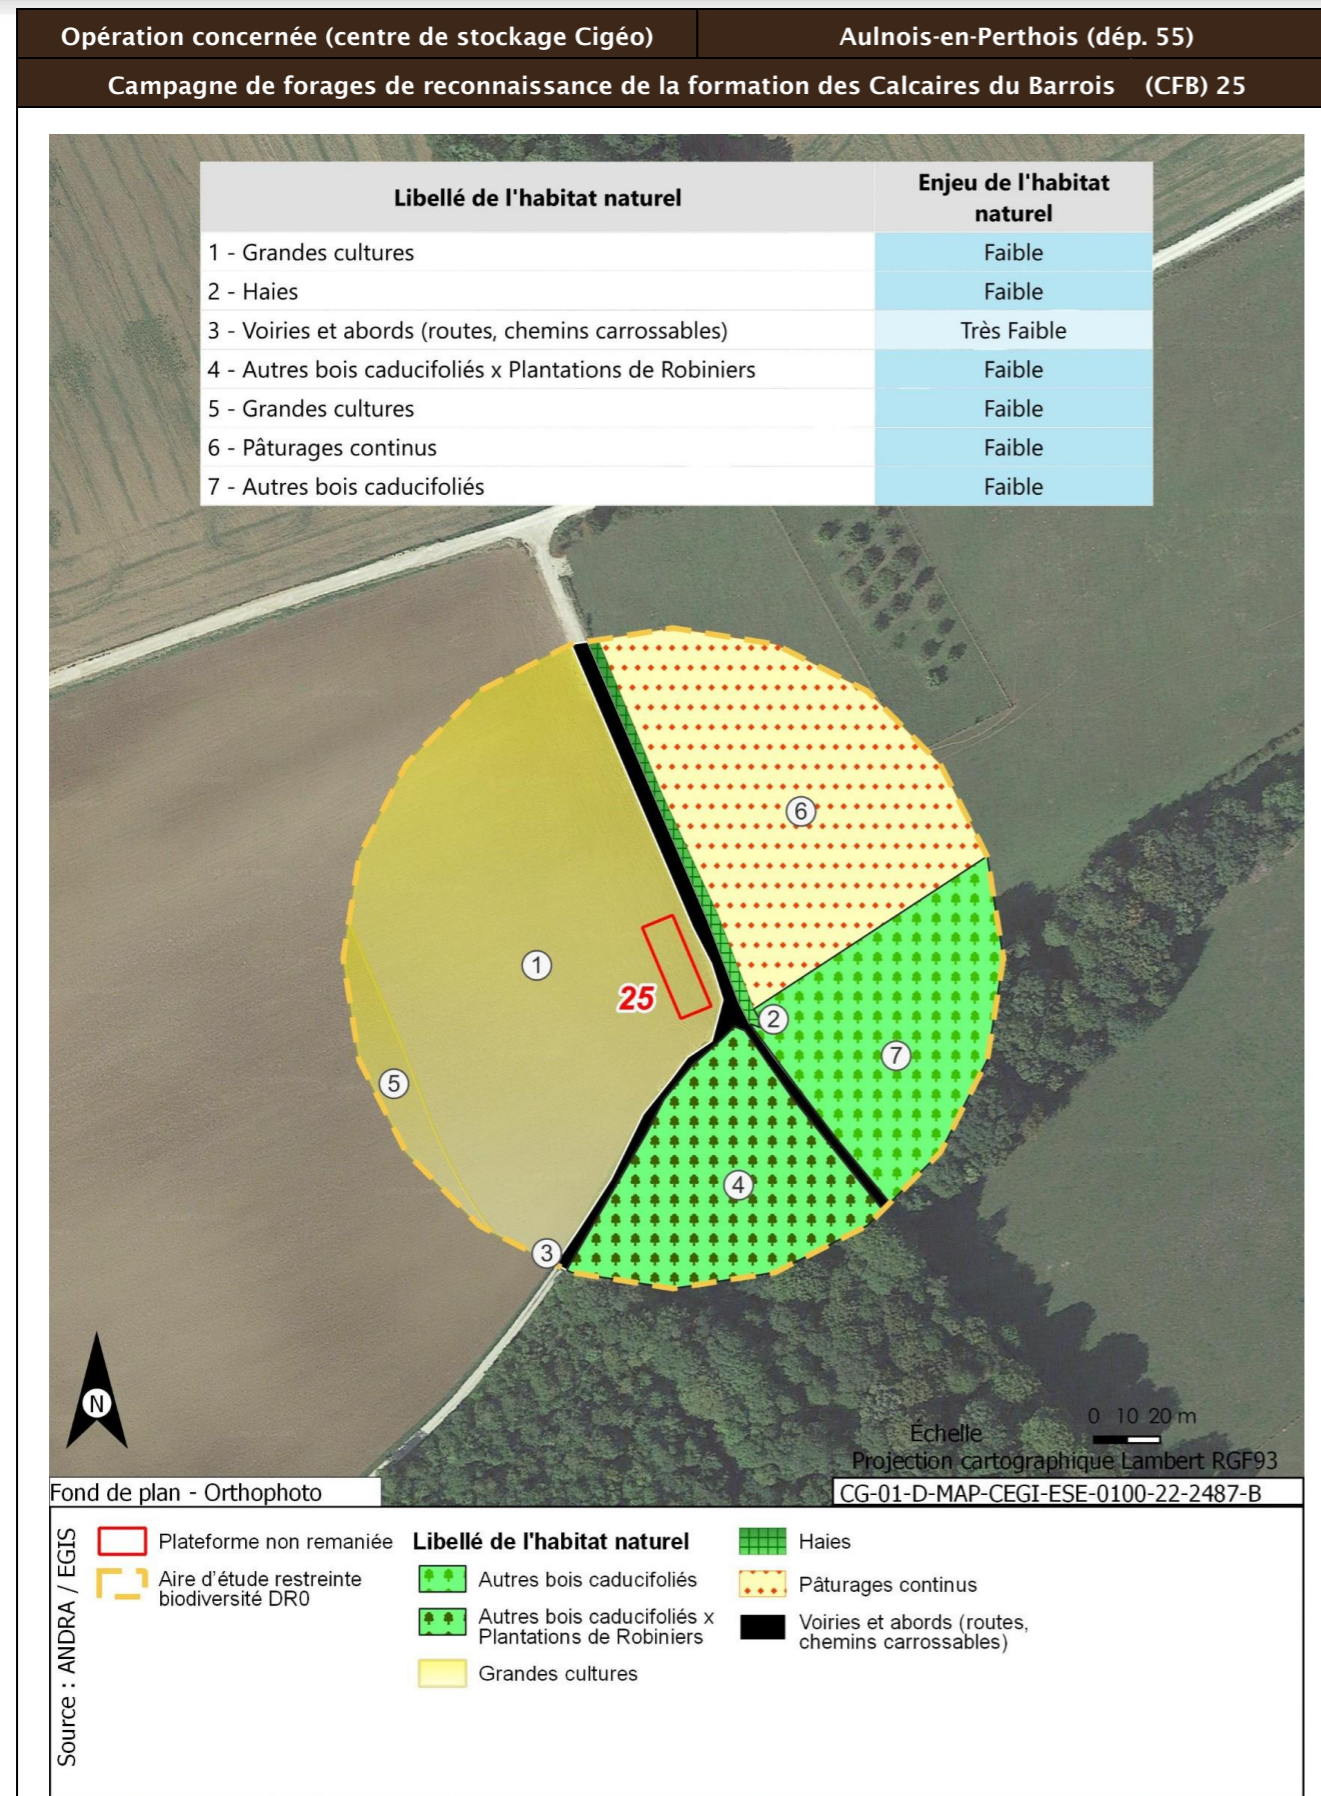 Opération concernée (centre de stockage Cigéo)
Aulnois-en-Perthois (dép. 55)
Campagne de forages de reconnaissance de la formation des Calcaires du Barrois (CFB) 25
Libellé de l'habitat naturel
Enjeu de l'habitat
naturel
1 - Grandes cultures Faible
2 - Haies Faible
3 - Voiries et abords (routes, chemins carrossables) Très Faible
4 - Autres bois caducifoliés x Plantations de Robiniers Faible
5 - Grandes cultures Faible
6 - Pâturages continus Faible
7 - Autres bois caducifoliés Faible
6
1
25
2
7
5
4
3
N
0 10 20 m
Échelle
Projection cartographique Lambert RGF93
Fond de plan - Orthophoto
CG-01-D-MAP-CEGI-ESE-0100-22-2487-B
Source : ANDRA / EGIS
Plateforme non remaniée
Aire d'étude restreinte
biodiversité DR0
Libellé de l'habitat naturel
Autres bois caducifoliés
Autres bois caducifoliés x
Plantations de Robiniers
Grandes cultures
Haies
Pâturages continus
Voiries et abords (routes,
chemins carrossables)